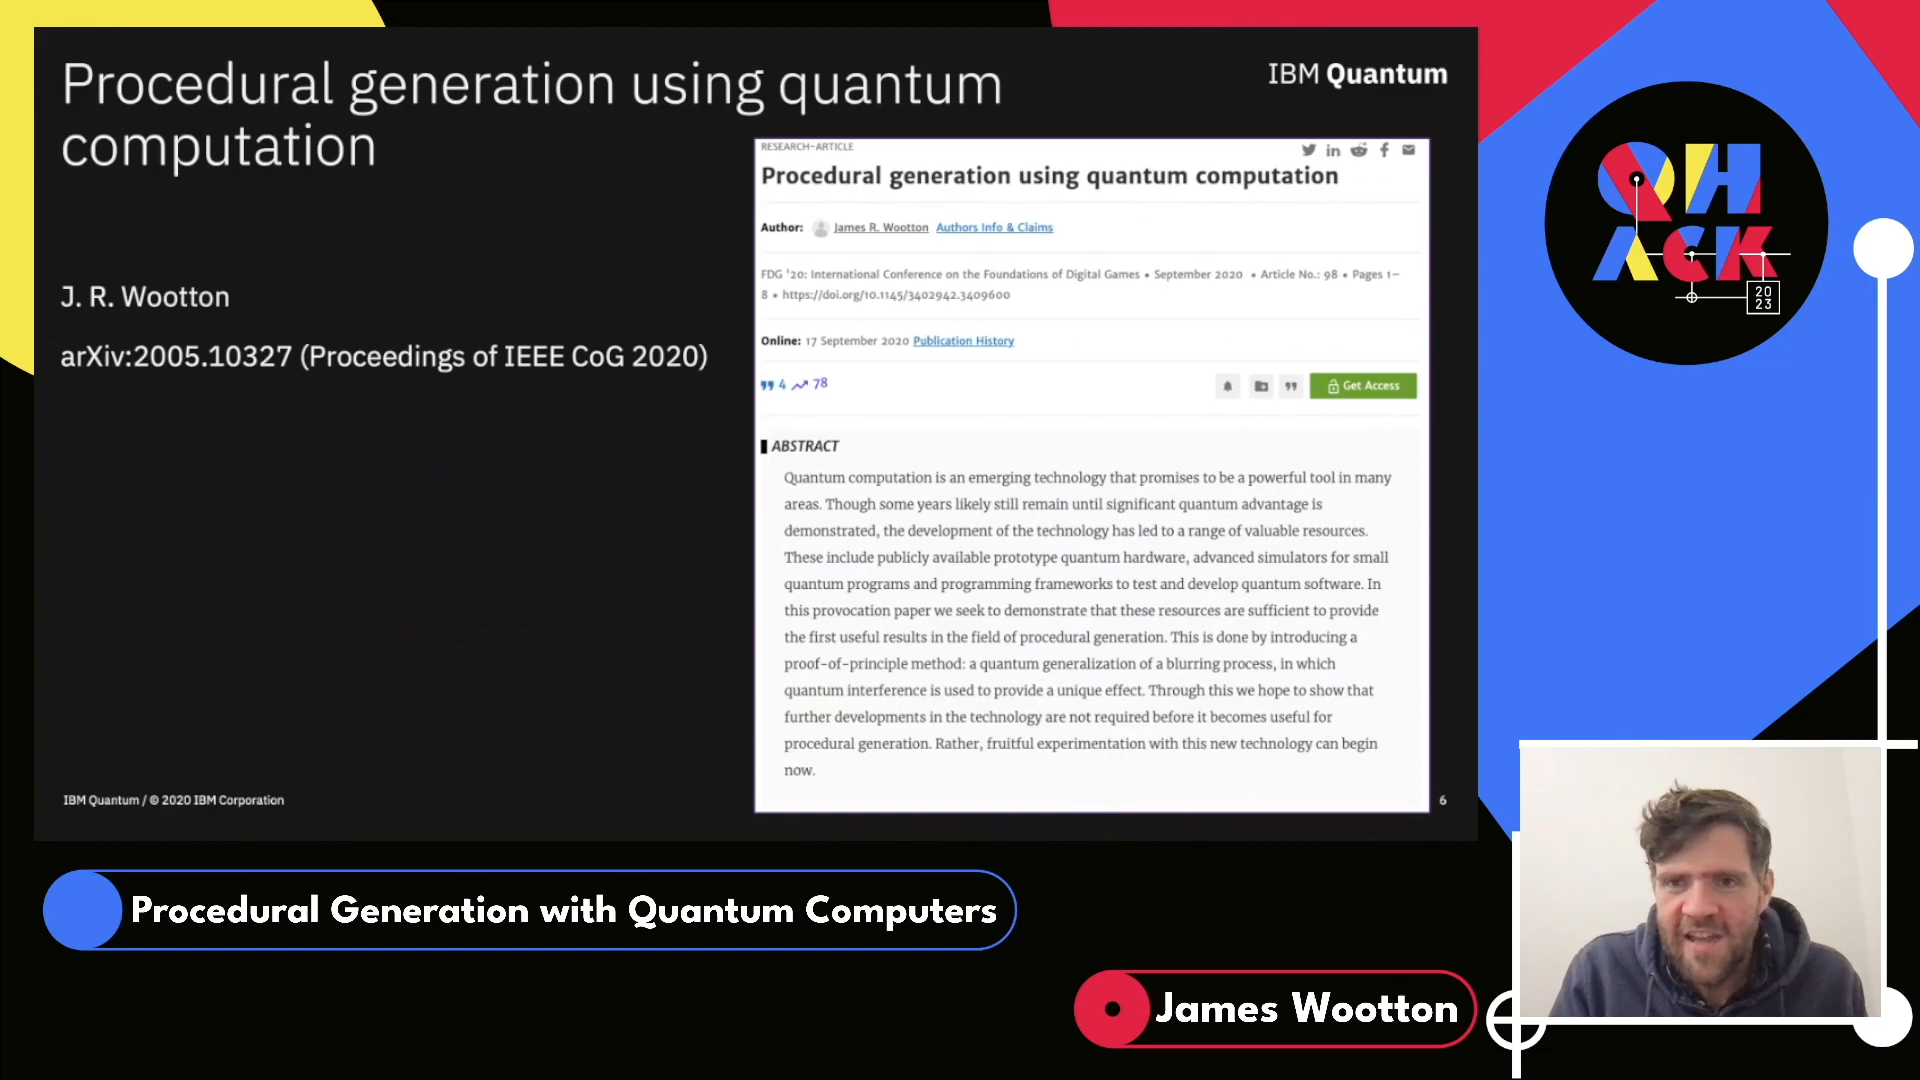 Procedural generation using quantum
computation
IBM Quantum
J. R. Wootton
arXiv:2005.10327 (Proceedings of IEEE CoG 2020)
RESEARCH-ARTICLE
Procedural generation using quantum computation
Author: James R. Wootton Authors Info & Claims
FDG '20: International Conference on the Foundations of Digital Games • September 2020 • Article No.: 98 • Pages 1–
8 • https://doi.org/10.1145/3402942.3409600
Online: 17 September 2020 Publication History
4 78
Get Access
ABSTRACT
Quantum computation is an emerging technology that promises to be a powerful tool in many
areas. Though some years likely still remain until significant quantum advantage is
demonstrated, the development of the technology has led to a range of valuable resources.
These include publicly available prototype quantum hardware, advanced simulators for small
quantum programs and programming frameworks to test and develop quantum software. In
this provocation paper we seek to demonstrate that these resources are sufficient to provide
the first useful results in the field of procedural generation. This is done by introducing a
proof-of-principle method: a quantum generalization of a blurring process, in which
quantum interference is used to provide a unique effect. Through this we hope to show that
further developments in the technology are not required before it becomes useful for
procedural generation. Rather, fruitful experimentation with this new technology can begin
now.
IBM Quantum / © 2020 IBM Corporation
6
QH
ACK
20
23
Procedural Generation with Quantum Computers
James Wootton